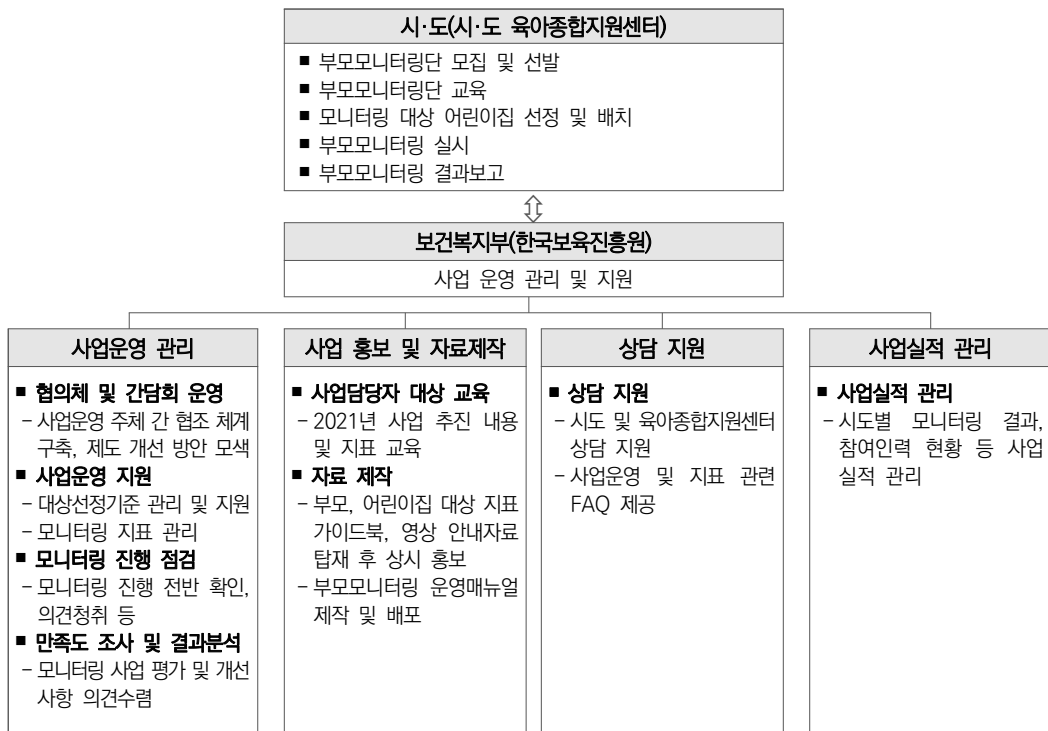 시·도(시·도 육아종합지원센터)
■ 부모모니터링단 모집 및 선발
■ 부모모니터링단 교육
■ 모니터링 대상 어린이집 선정 및 배치
■ 부모모니터링 실시
■ 부모모니터링 결과보고
⇕
보건복지부(한국보육진흥원)
사업 운영 관리 및 지원
사업운영 관리
■ 협의체 및 간담회 운영
– 사업운영 주체 간 협조 체계
구축, 제도 개선 방안 모색
■ 사업운영 지원
– 대상선정기준 관리 및 지원
– 모니터링 지표 관리
■ 모니터링 진행 점검
– 모니터링 진행 전반 확인,
의견청취 등
■ 만족도 조사 및 결과분석
– 모니터링 사업 평가 및 개선
사항 의견수렴
사업 홍보 및 자료제작
■ 사업담당자 대상 교육
– 2021년 사업 추진 내용
및 지표 교육
■ 자료 제작
– 부모, 어린이집 대상 지표
가이드북, 영상 안내자료
탑재 후 상시 홍보
– 부모모니터링 운영매뉴얼
제작 및 배포
상담 지원
■ 상담 지원
– 시도 및 육아종합지원센터
상담 지원
– 사업운영 및 지표 관련
FAQ 제공
사업실적 관리
■ 사업실적 관리
– 시도별 모니터링 결과,
참여인력 현황 등 사업
실적 관리